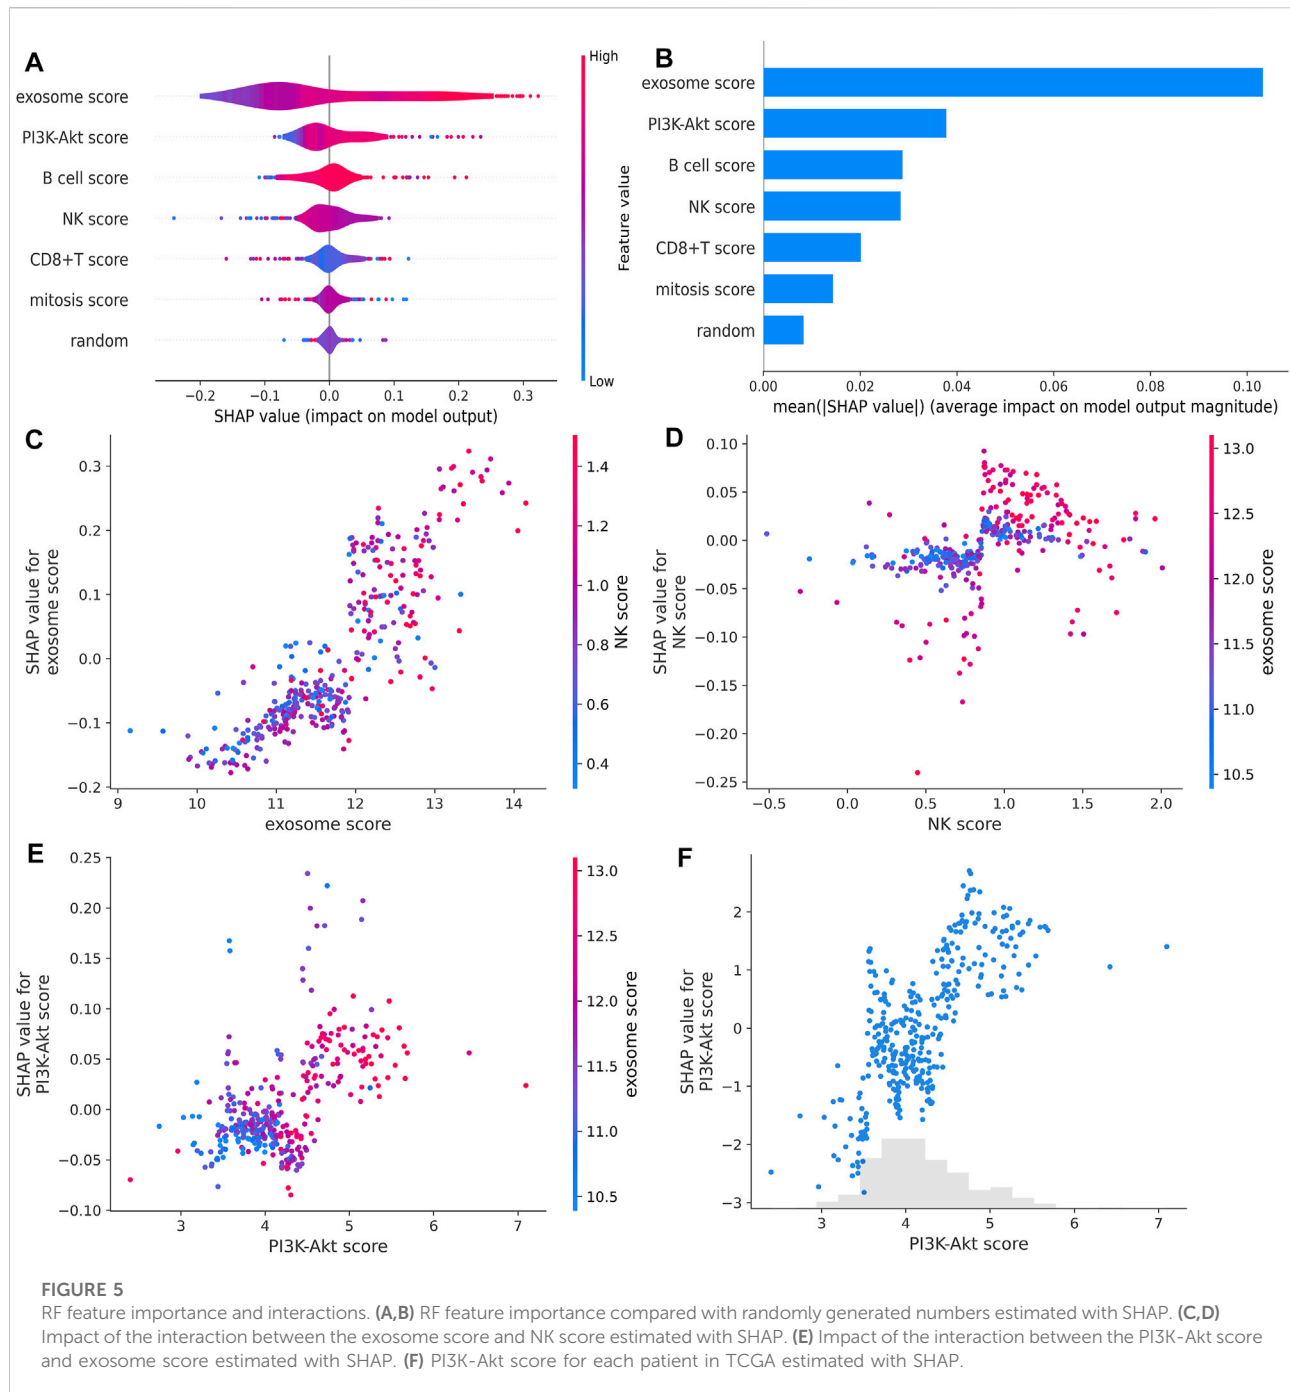 A
exosome score
PI3K-Akt score
B cell score
NK score
CD8+T score
mitosis score
random
−0.2 −0.1 0.0 0.1 0.2 0.3
SHAP value (impact on model output)
High
Feature value
Low
B
exosome score
PI3K-Akt score
B cell score
NK score
CD8+T score
mitosis score
random
0.00 0.02 0.04 0.06 0.08 0.10
mean(|SHAP value|) (average impact on model output magnitude)
C
SHAP value for
exosome score
0.3
0.2
0.1
0.0
−0.1
−0.2
9 10 11 12 13 14
exosome score
1.4
1.2
1.0
0.8
0.6
0.4
NK score
D
SHAP value for
NK score
0.10
0.05
0.00
−0.05
−0.10
−0.15
−0.20
−0.25
−0.5 0.0 0.5 1.0 1.5 2.0
NK score
13.0
12.5
12.0
11.5
11.0
10.5
exosome score
E
SHAP value for
PI3K-Akt score
0.25
0.20
0.15
0.10
0.05
0.00
−0.05
−0.10
3 4 5 6 7
PI3K-Akt score
13.0
12.5
12.0
11.5
11.0
10.5
exosome score
F
SHAP value for
PI3K-Akt score
2
1
0
−1
−2
−3
3 4 5 6 7
PI3K-Akt score
FIGURE 5
RF feature importance and interactions. (A,B) RF feature importance compared with randomly generated numbers estimated with SHAP. (C,D)
Impact of the interaction between the exosome score and NK score estimated with SHAP. (E) Impact of the interaction between the PI3K-Akt score
and exosome score estimated with SHAP. (F) PI3K-Akt score for each patient in TCGA estimated with SHAP.